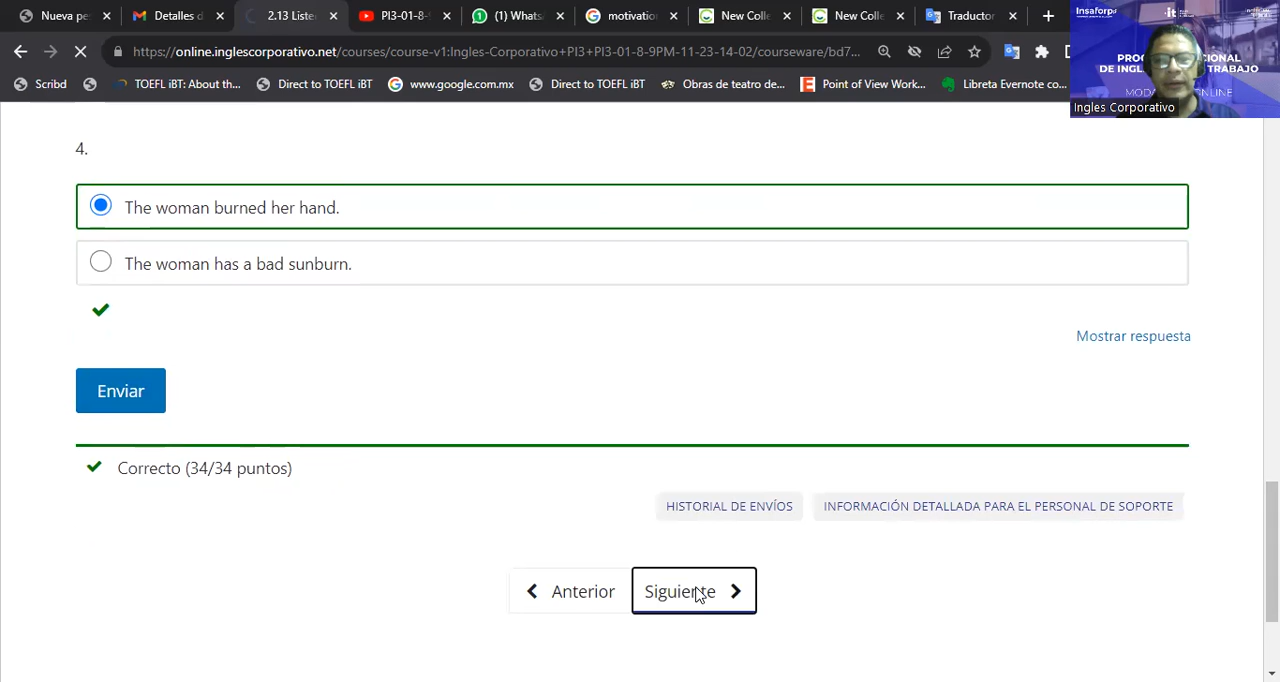 Nueva pes
Detalles d
2.13 Liste
PI3-01-8-
(1) Whats
motivation
New Colle
New Colle
Traductor
https://online.inglescorporativo.net/courses/course-v1:Ingles-Corporativo+PI3+PI3-01-8-9PM-11-23-14-02/courseware/bd7...
Scribd
TOEFL iBT: About th...
Direct to TOEFL iBT
www.google.com.mx
Direct to TOEFL iBT
Obras de teatro de...
Point of View Work...
Libreta Evernote co...
Insaforp
it
Ingles Corporativo
4.
The woman burned her hand.
The woman has a bad sunburn.
Mostrar respuesta
Enviar
Correcto (34/34 puntos)
HISTORIAL DE ENVÍOS
INFORMACIÓN DETALLADA PARA EL PERSONAL DE SOPORTE
Anterior
Siguiente